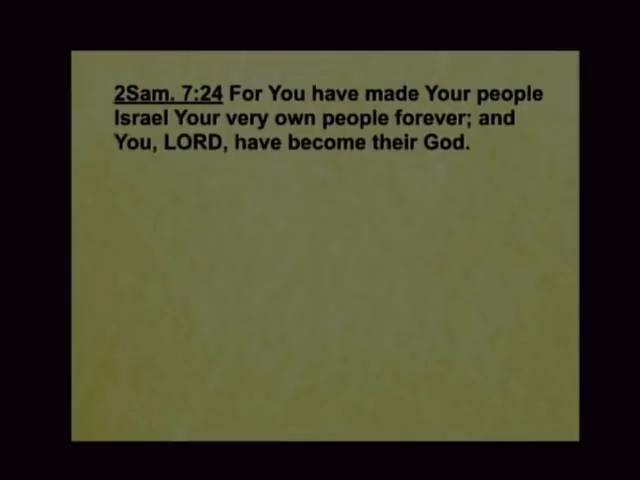 2Sam. 7:24 For You have made Your people
Israel Your very own people forever; and
You, LORD, have become their God.